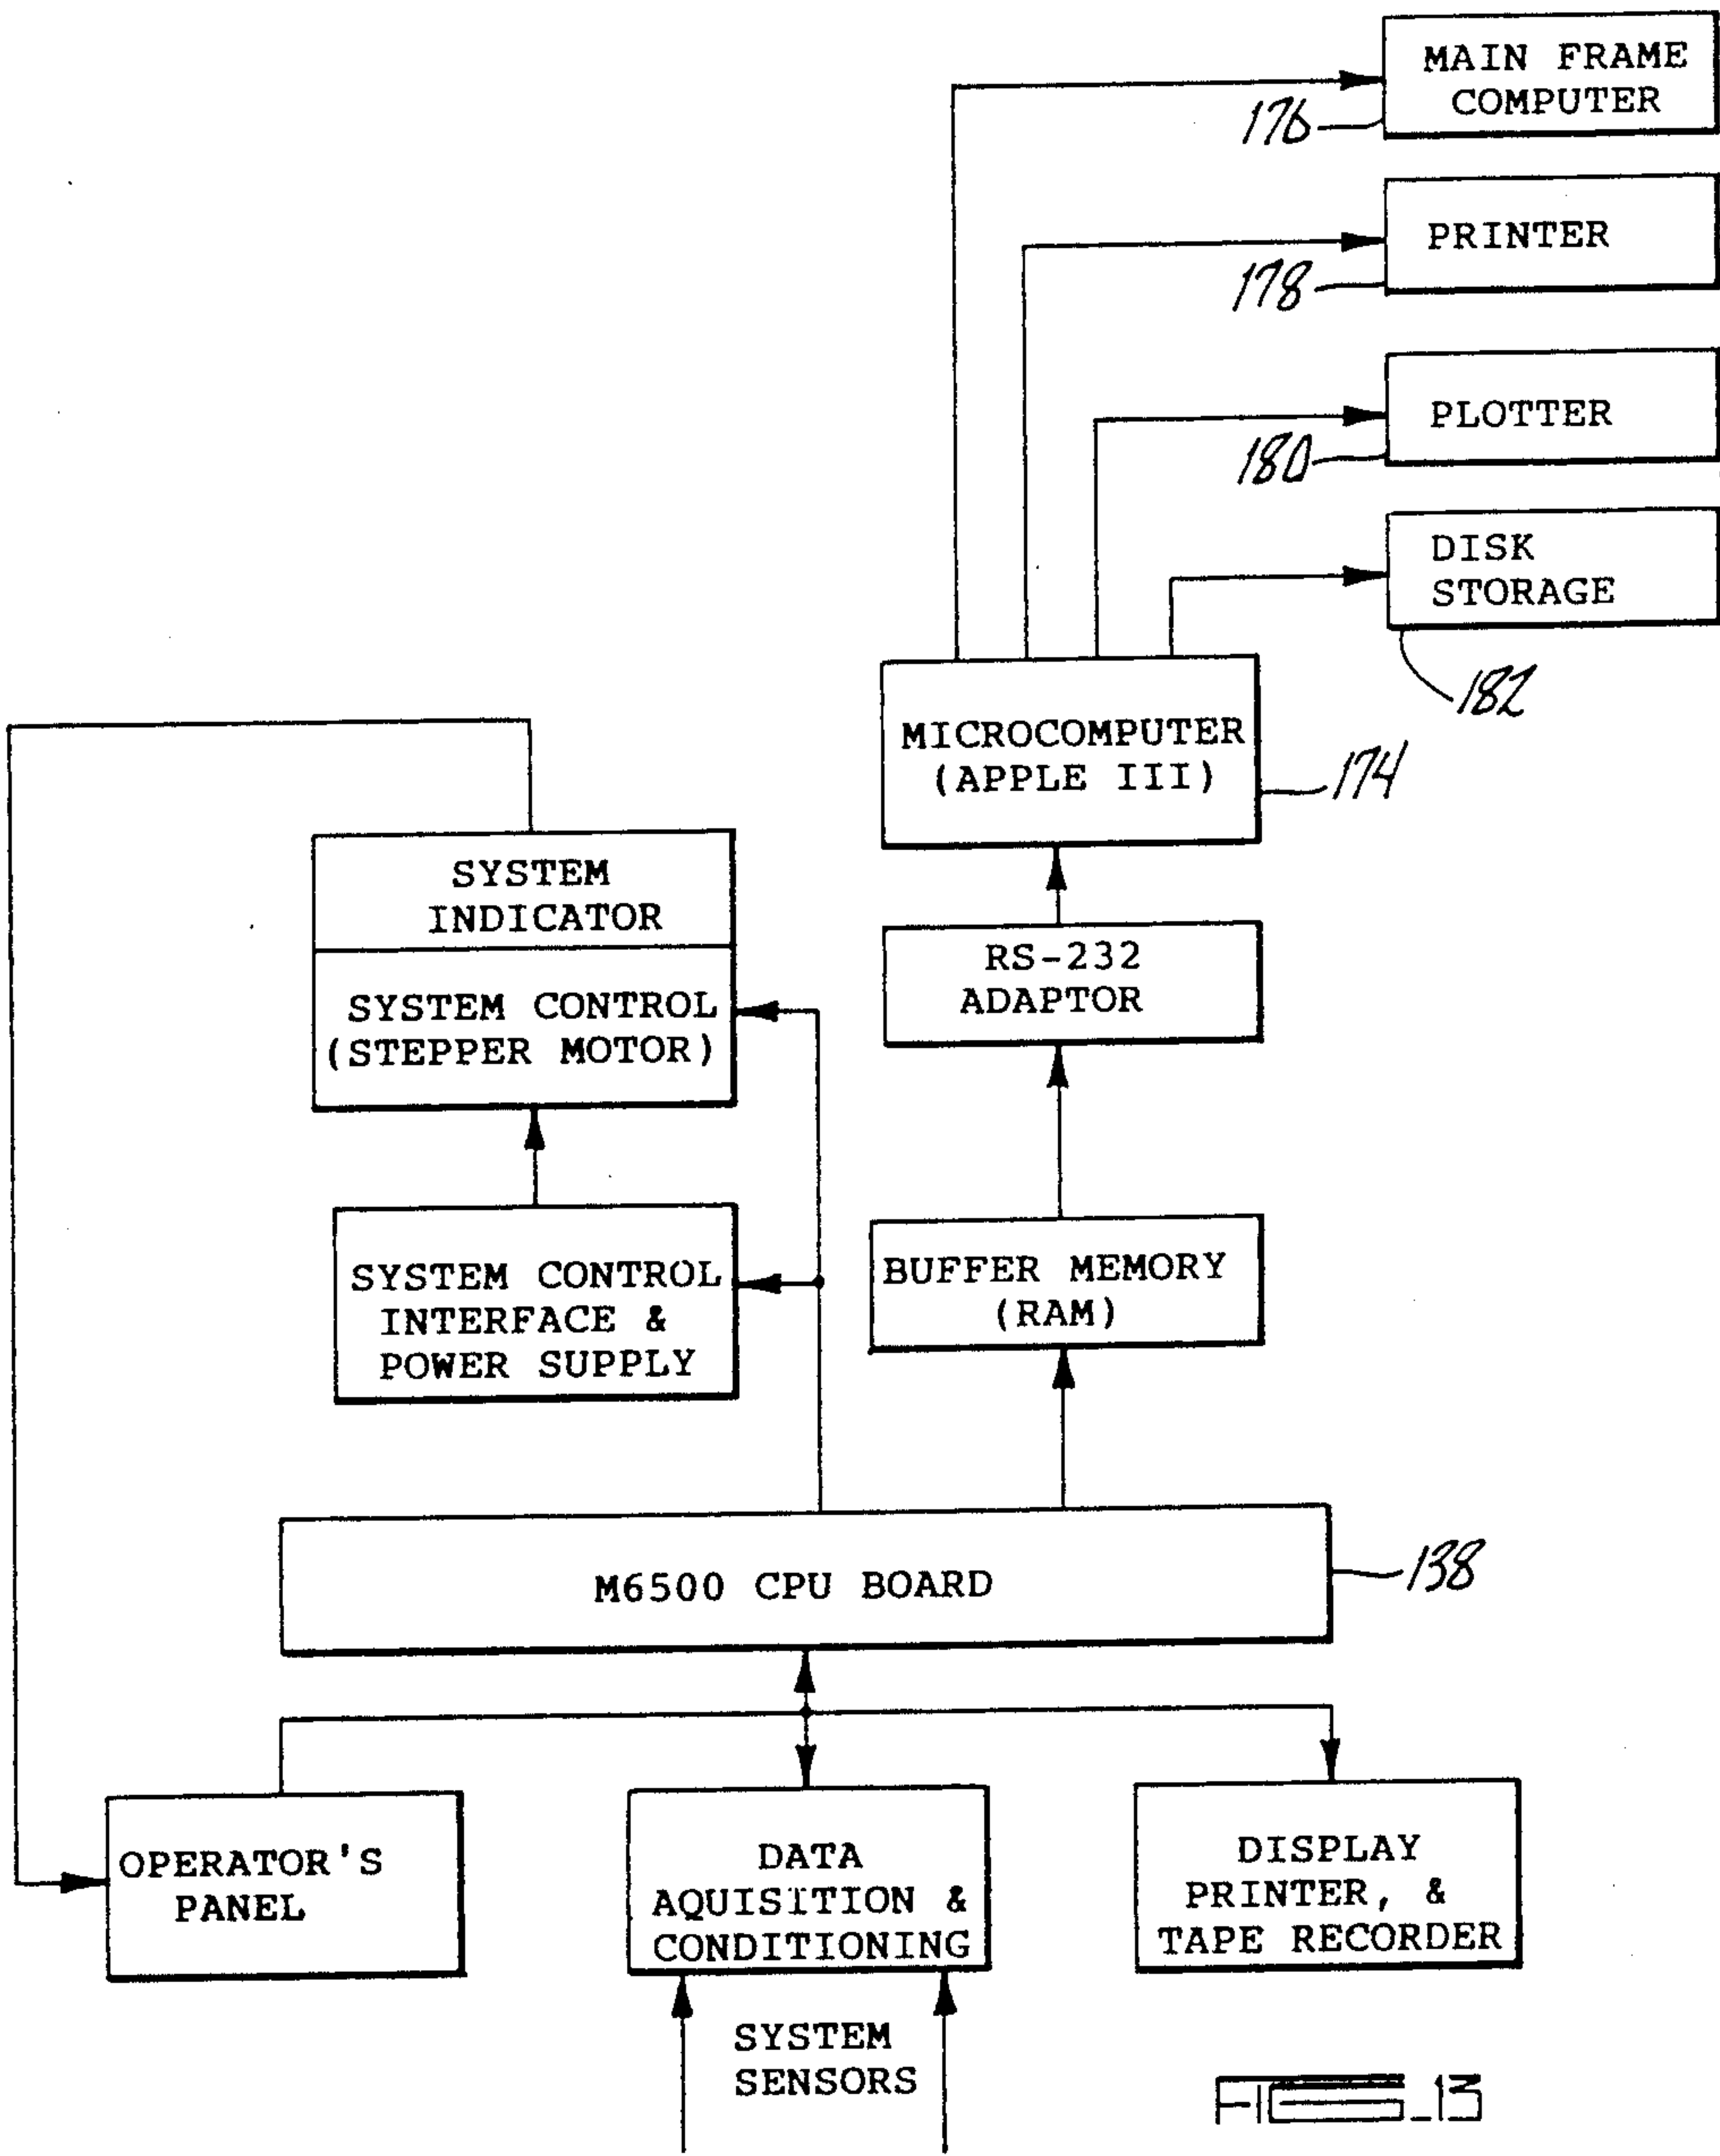 MAIN FRAME
COMPUTER
176
PRINTER
178
PLOTTER
180
DISK
STORAGE
182
MICROCOMPUTER
(APPLE III)
174
SYSTEM
INDICATOR
SYSTEM CONTROL
(STEPPER MOTOR)
RS-232
ADAPTOR
SYSTEM CONTROL
INTERFACE &
POWER SUPPLY
BUFFER MEMORY
(RAM)
M6500 CPU BOARD
138
OPERATOR'S
PANEL
DATA
AQUISITION &
CONDITIONING
DISPLAY
PRINTER, &
TAPE RECORDER
SYSTEM
SENSORS
FIG_13